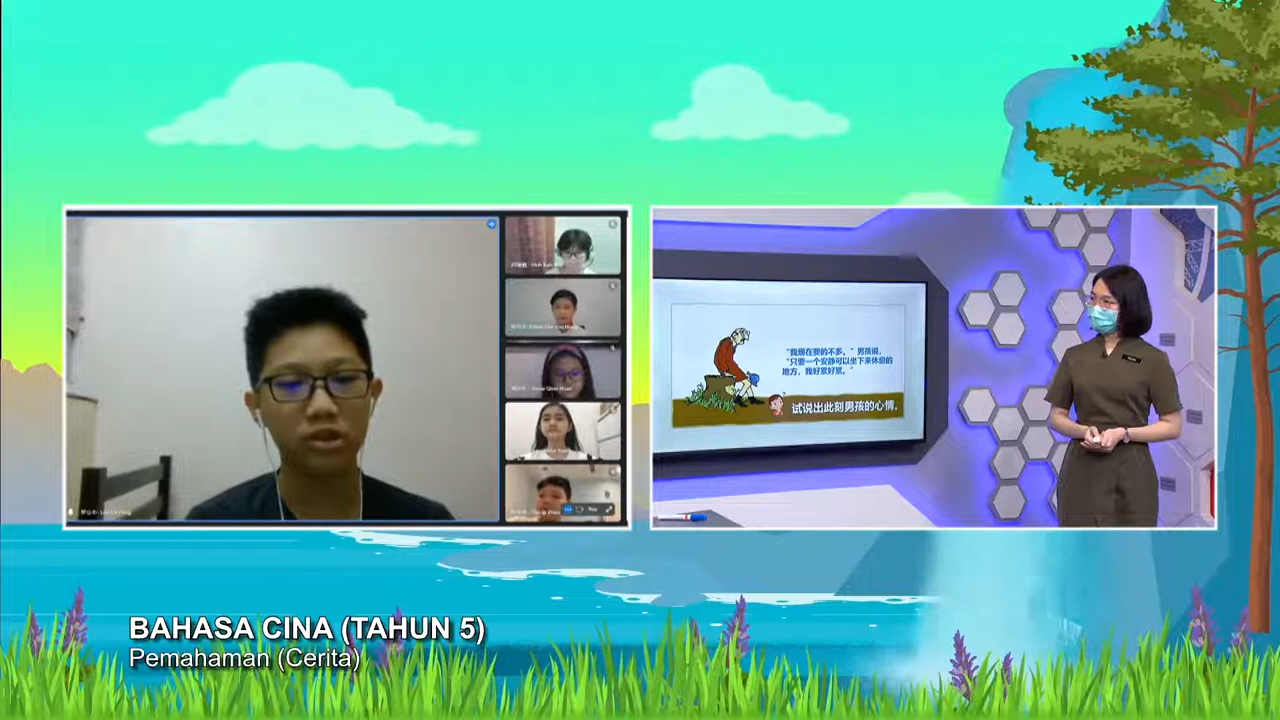 “我现在要的不多。”男孩说,
“只要一个安静可以坐下来休息的
地方,我好累好累。”
试说出此刻男孩的心情。
BAHASA CINA (TAHUN 5)
Pemahaman (Cerita)